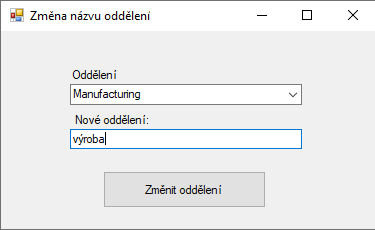 Změna názvu oddělení
Oddělení
Manufacturing
Nové oddělení:
výroba
Změnit oddělení